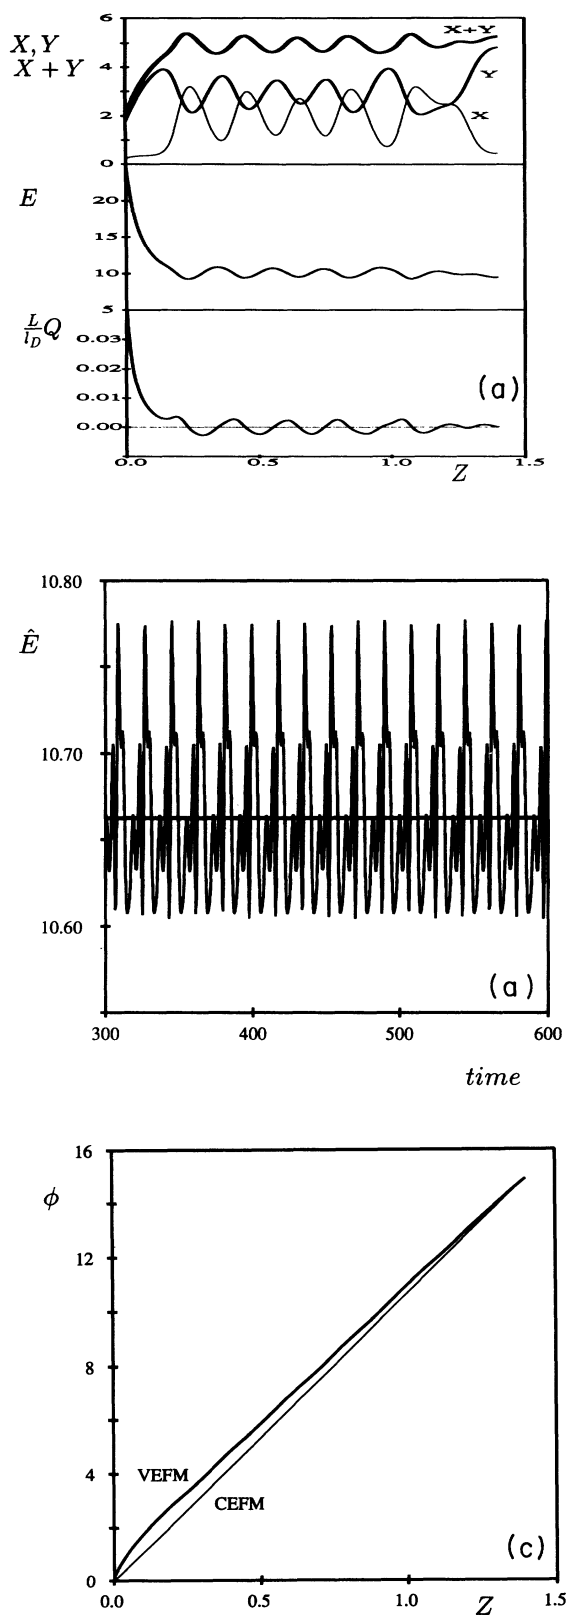 6
X, Y
X + Y
X+Y
4
Y
2
X
0
E
20
15
10
5
L/l_D Q
0.03
0.02
0.01
(a)
0.00
0.0 0.5 1.0 1.5
Z
10.80
Ê
10.70
10.60
(a)
300 400 500 600
time
16
ϕ
12
8
4
VEFM
CEFM
(c)
0
0.0 0.5 1.0 Z 1.5